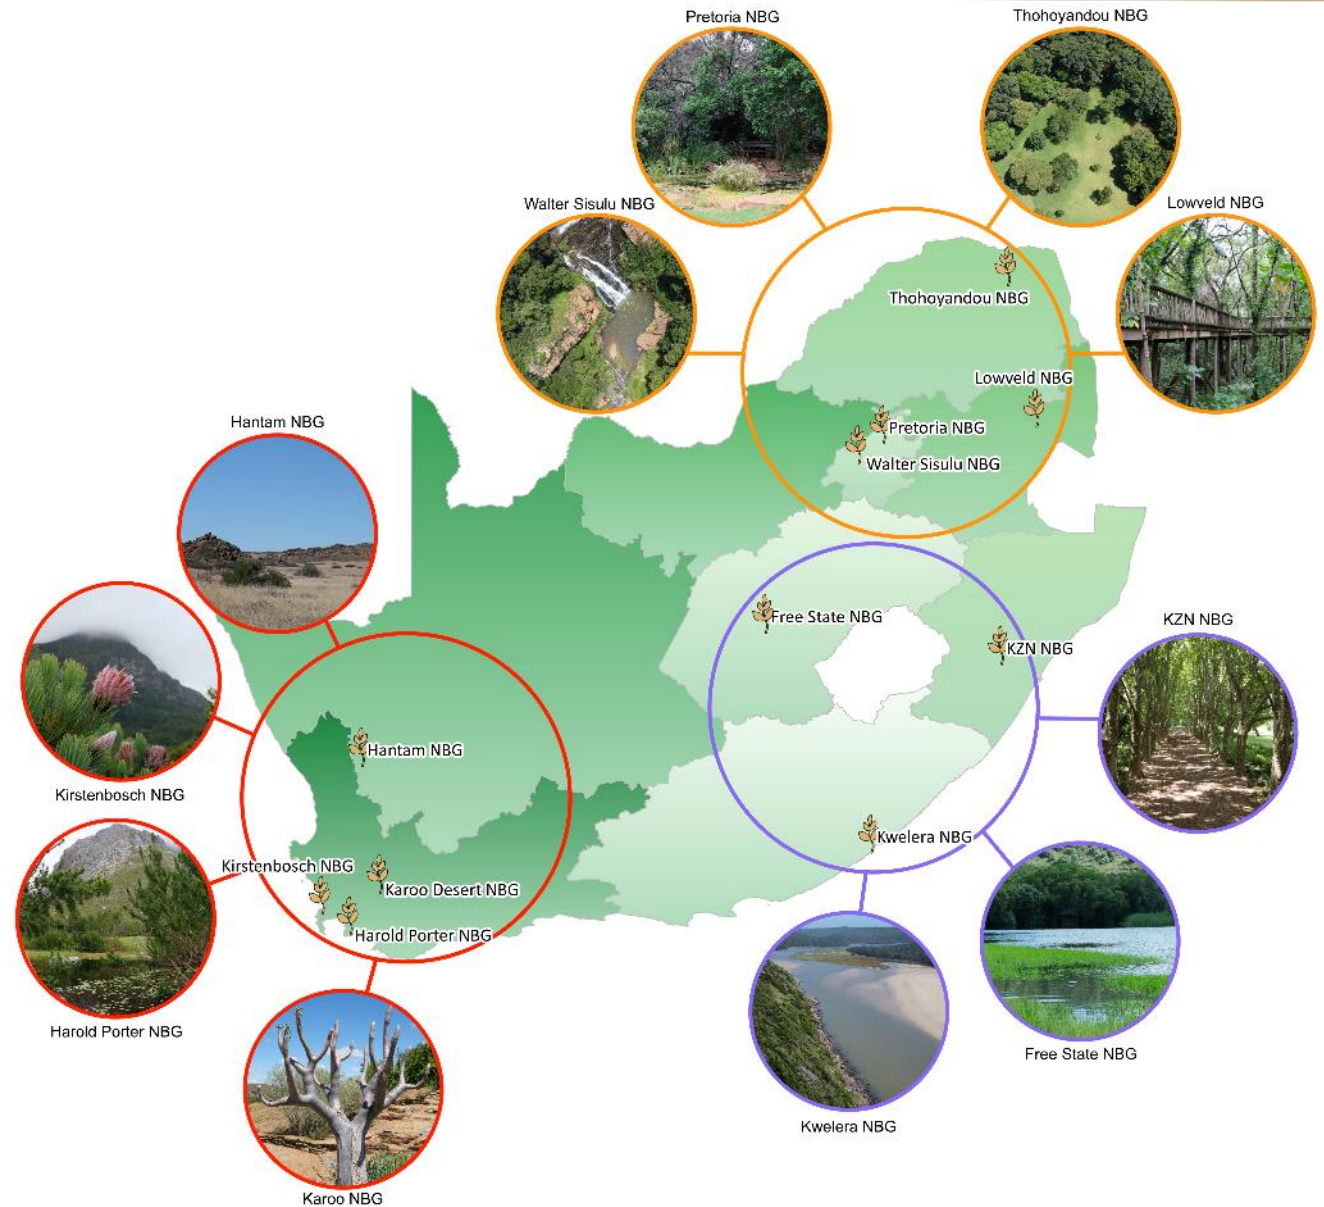 Pretoria NBG
Thohoyandou NBG
Walter Sisulu NBG
Lowveld NBG
Thohoyandou NBG
Lowveld NBG
Pretoria NBG
Walter Sisulu NBG
Hantam NBG
Free State NBG
KZN NBG
KZN NBG
Hantam NBG
Kirstenbosch NBG
Kwelera NBG
Kirstenbosch NBG
Karoo Desert NBG
Harold Porter NBG
Harold Porter NBG
Free State NBG
Kwelera NBG
Karoo NBG